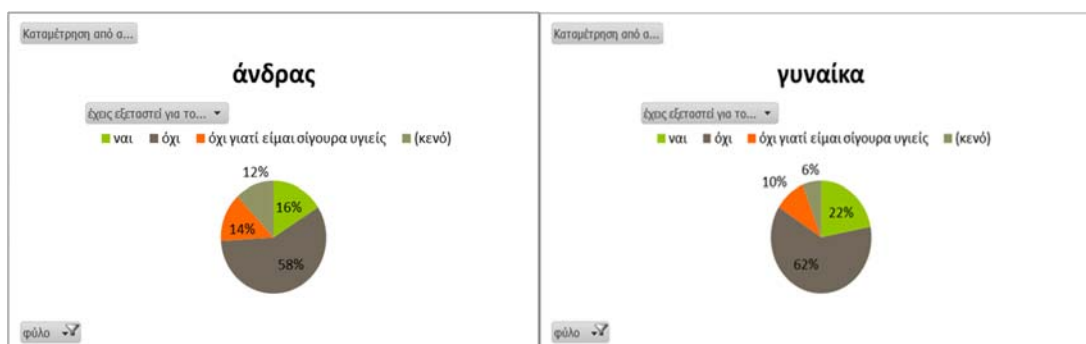 Καταμέτρηση από α...
άνδρας
έχεις εξεταστεί για το...
ναι όχι όχι γιατί είμαι σίγουρα υγιείς (κενό)
12%
16%
14%
58%
φύλο
Καταμέτρηση από α...
γυναίκα
έχεις εξεταστεί για το...
ναι όχι όχι γιατί είμαι σίγουρα υγιείς (κενό)
6%
10%
22%
62%
φύλο